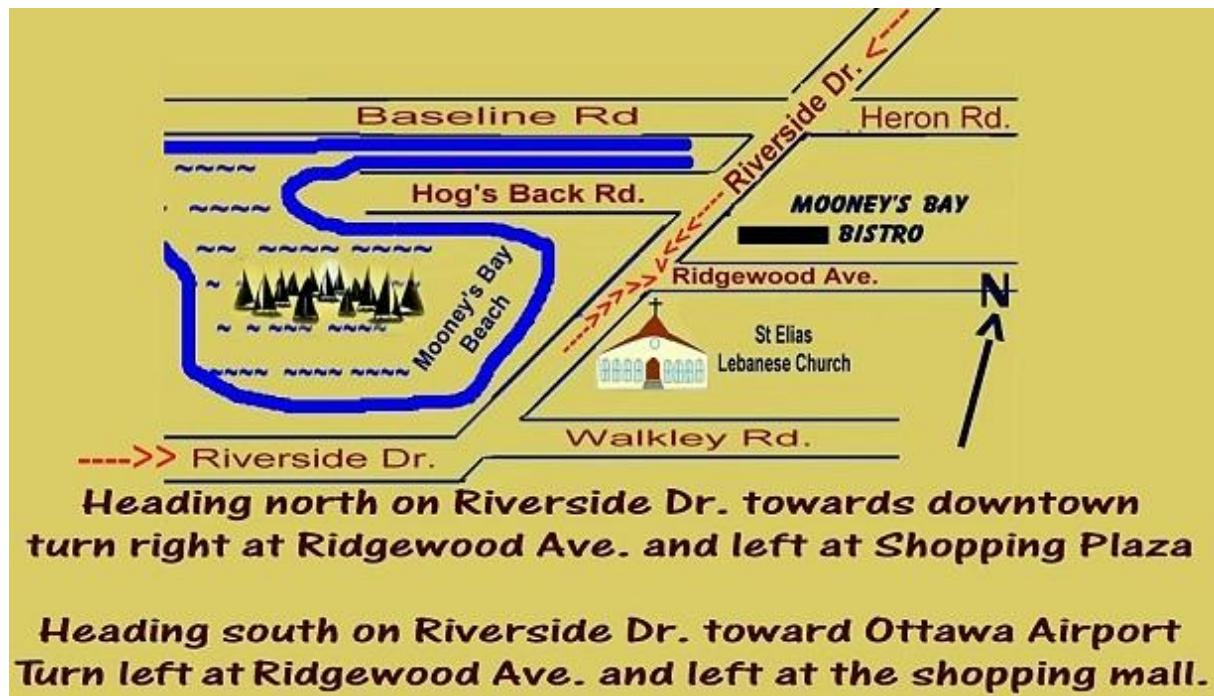 Riverside Dr.
Baseline Rd
Heron Rd.
Hog's Back Rd.
MOONEY'S BAY
BISTRO
Ridgewood Ave.
N
Mooney's Bay
Beach
St Elias
Lebanese Church
Walkley Rd.
Riverside Dr.
Heading north on Riverside Dr. towards downtown
turn right at Ridgewood Ave. and left at Shopping Plaza
Heading south on Riverside Dr. toward Ottawa Airport
Turn left at Ridgewood Ave. and left at the shopping mall.